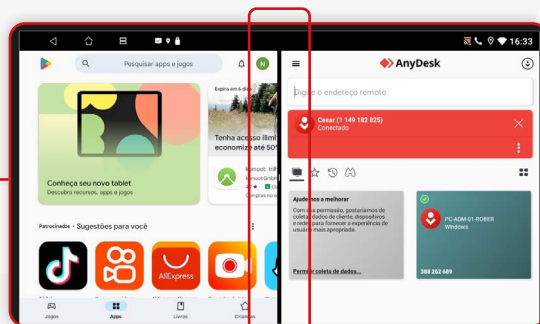 16:33
Pesquisar apps e jogos
N
Conheça seu novo tablet
Descubra recursos, apps e jogos
Expira em 6 dias
Tenha acesso ilimi
economize até 50%
komoot: trilh
komoot GmbH
Compras no a
Patrocinados • Sugestões para você
AliExpress
Jogos
Apps
Livros
Crianças
AnyDesk
Digite o endereço remoto
Cesar (1 149 182 825)
Conectado
Ajude-nos a melhorar
Com sua permissão, gostaríamos de
coletar dados de cliente, dispositivos
e rede para fornecer a experiência de
usuário mais apropriada.
Permitir coleta de dados...
PC-ADM-01-ROBER
Windows
388 262 689